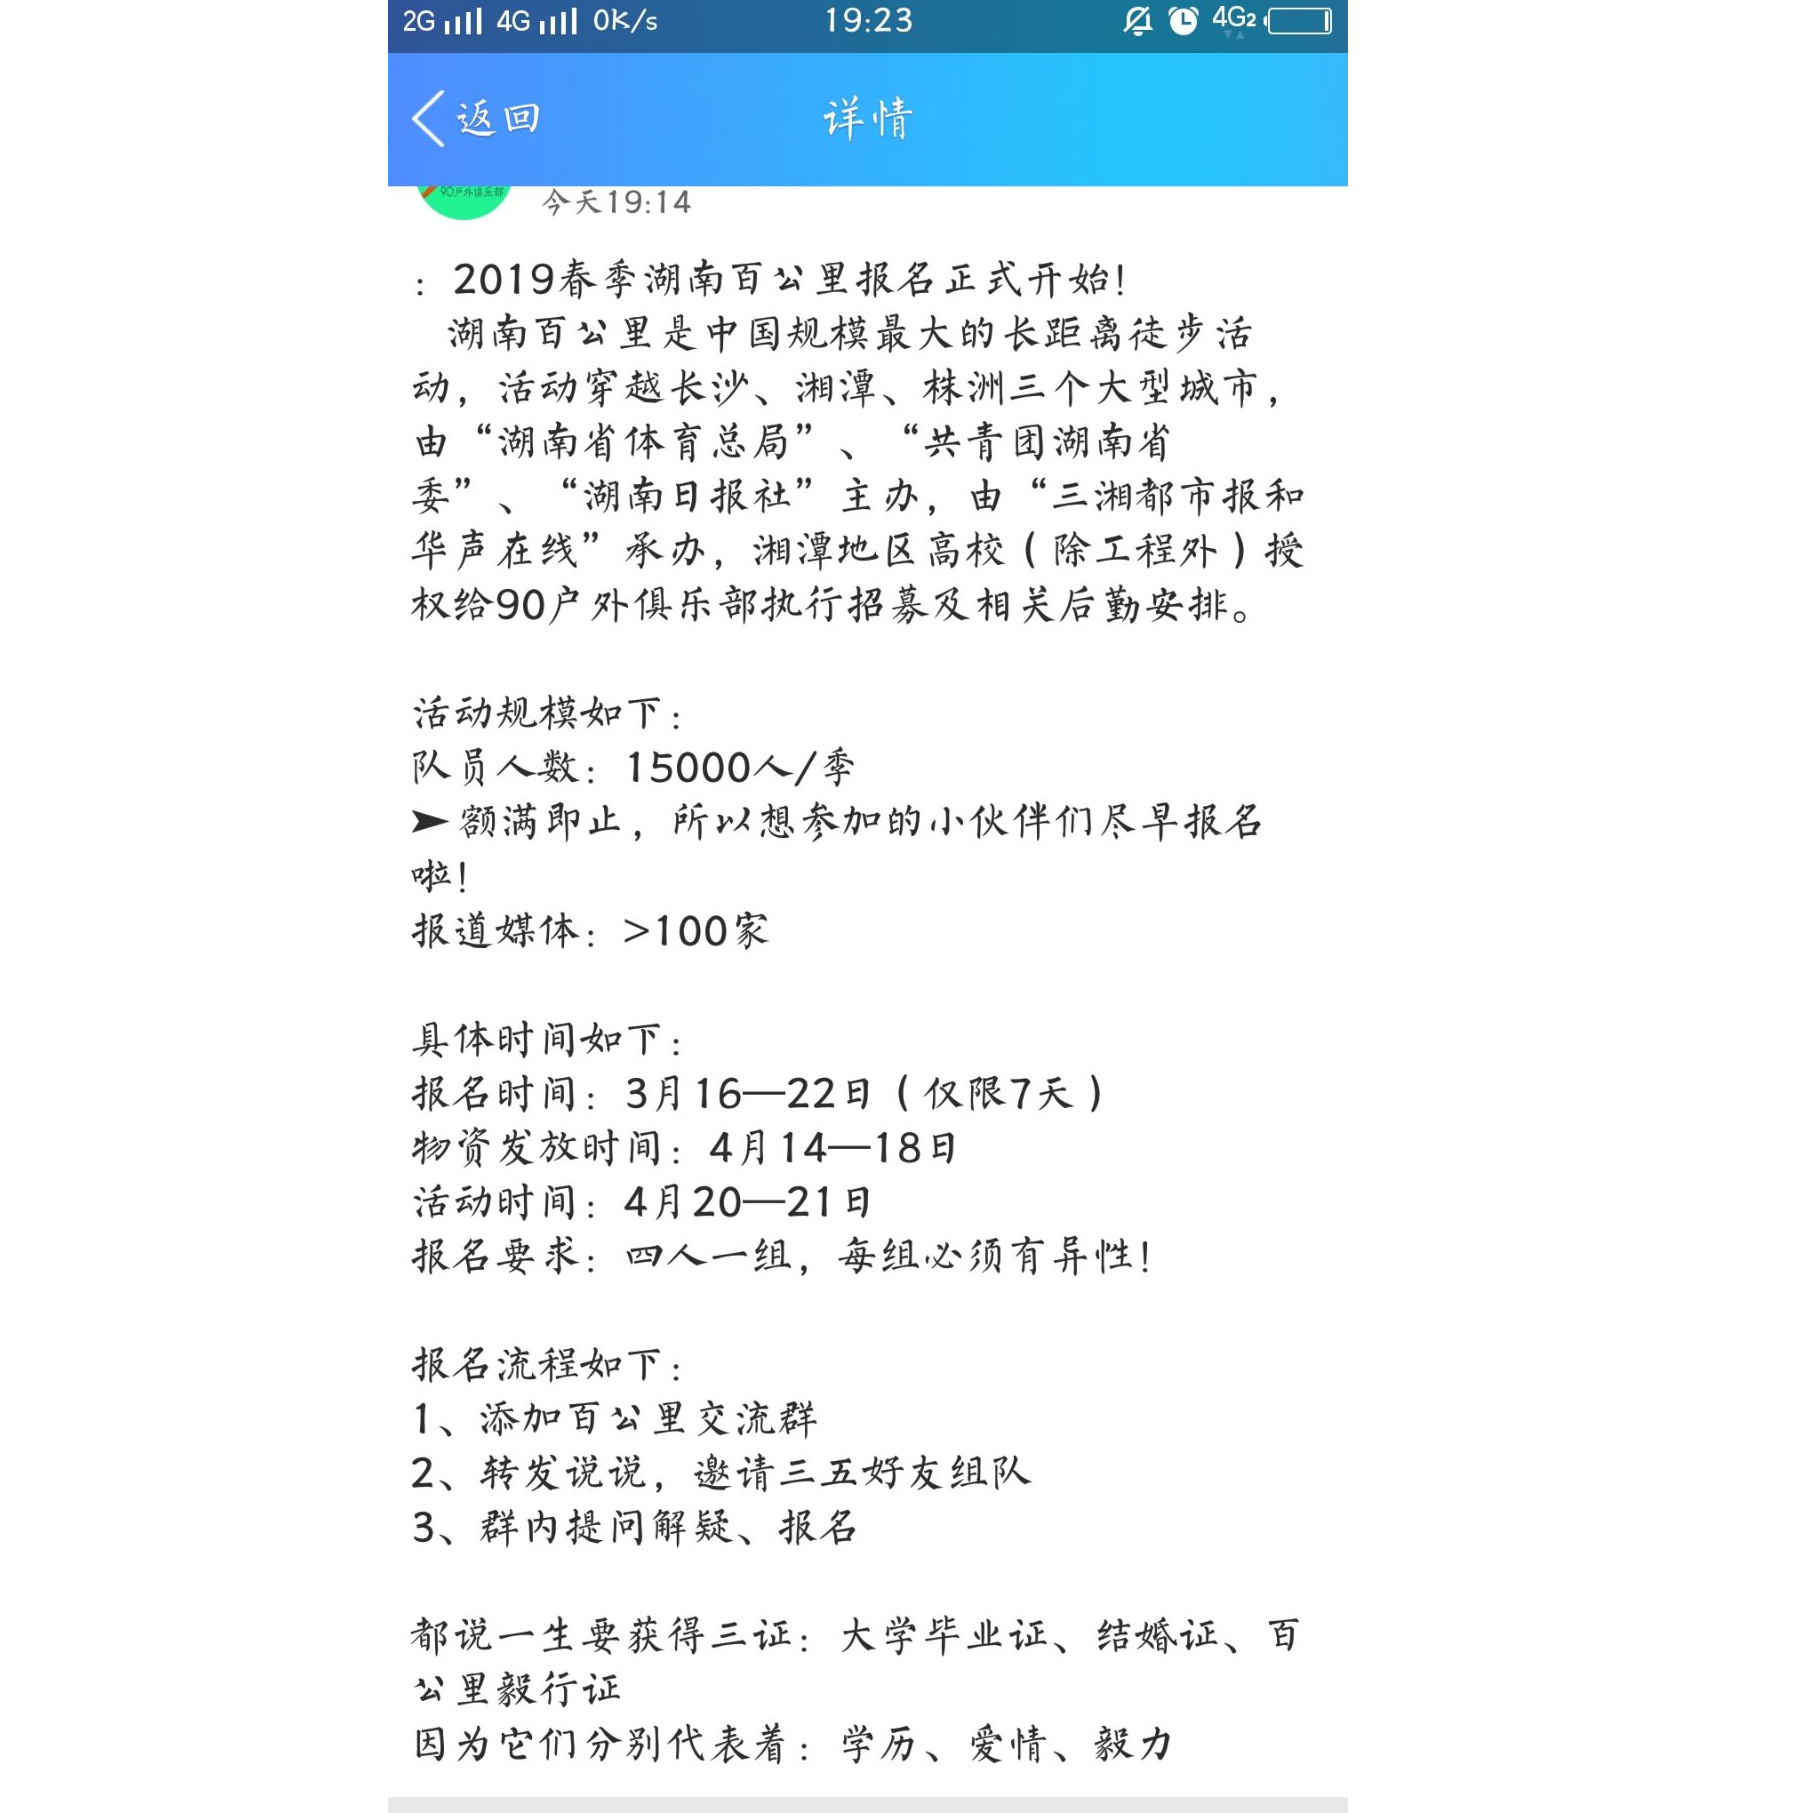 2G 4G 0K/s 19:23 4G2
返回 详情
90户外俱乐部
今天19:14
：2019春季湖南百公里报名正式开始！
湖南百公里是中国规模最大的长距离徒步活
动，活动穿越长沙、湘潭、株洲三个大型城市，
由“湖南省体育总局”、“共青团湖南省
委”、“湖南日报社”主办，由“三湘都市报和
华声在线”承办，湘潭地区高校（除工程外）授
权给90户外俱乐部执行招募及相关后勤安排。
活动规模如下：
队员人数：15000人/季
➤额满即止，所以想参加的小伙伴们尽早报名
啦！
报道媒体：>100家
具体时间如下：
报名时间：3月16—22日（仅限7天）
物资发放时间：4月14—18日
活动时间：4月20—21日
报名要求：四人一组，每组必须有异性！
报名流程如下：
1、添加百公里交流群
2、转发说说，邀请三五好友组队
3、群内提问解疑、报名
都说一生要获得三证：大学毕业证、结婚证、百
公里毅行证
因为它们分别代表着：学历、爱情、毅力